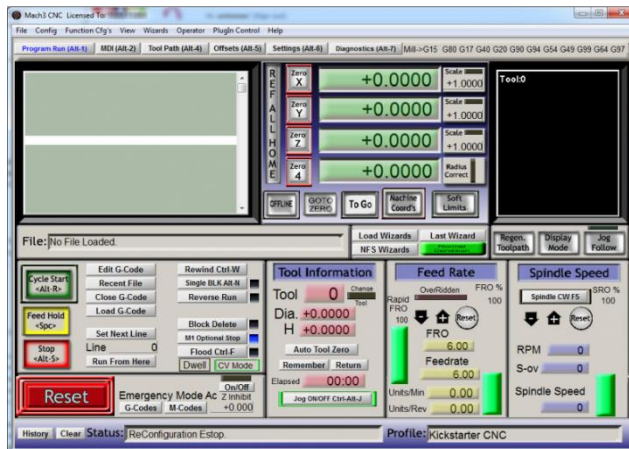 Mach3 CNC Licensed To:
File Config Function Cfg's View Wizards Operator PlugIn Control Help
Program Run (Alt-1) MDI (Alt-2) Tool Path (Alt-4) Offsets (Alt-5) Settings (Alt-6) Diagnostics (Alt-7) Mill->G15 G80 G17 G40 G20 G90 G94 G54 G49 G99 G64 G97
REF ALL HOME
Zero X +0.0000 Scale +1.0000
Zero Y +0.0000 Scale +1.0000
Zero Z +0.0000 Scale +1.0000
Zero 4 +0.0000 Radius Correct
Tool:0
OFFLINE GOTO ZERO To Go Machine Coord's Soft Limits
File: No File Loaded.
Load Wizards Last Wizard
NFS Wizards
Regen. Toolpath Display Mode Jog Follow
Cycle Start <Alt-R>
Feed Hold <Spc>
Stop <Alt-S>
Edit G-Code Rewind Ctrl-W
Recent File Single BLK Alt-N
Close G-Code Reverse Run
Load G-Code
Block Delete
Set Next Line M1 Optional Stop
Line 0 Flood Ctrl-F
Run From Here Dwell CV Mode
Reset
Emergency Mode Ac
On/Off
Z Inhibit
G-Codes M-Codes +0.000
Tool Information
Tool 0 Change Tool
Dia. +0.0000
H +0.0000
Auto Tool Zero
Remember Return
Elapsed 00:00
Jog ON/OFF Ctrl-Alt-J
Feed Rate
OverRidden FRO %
Rapid FRO 100 100
Reset
FRO
6.00
Feedrate
6.00
Units/Min 0.00
Units/Rev 0.00
Spindle Speed
Spindle CW F5 SRO %
100
Reset
RPM 0
S-ov 0
Spindle Speed
0
History Clear Status: ReConfiguration Estop. Profile: Kickstarter CNC